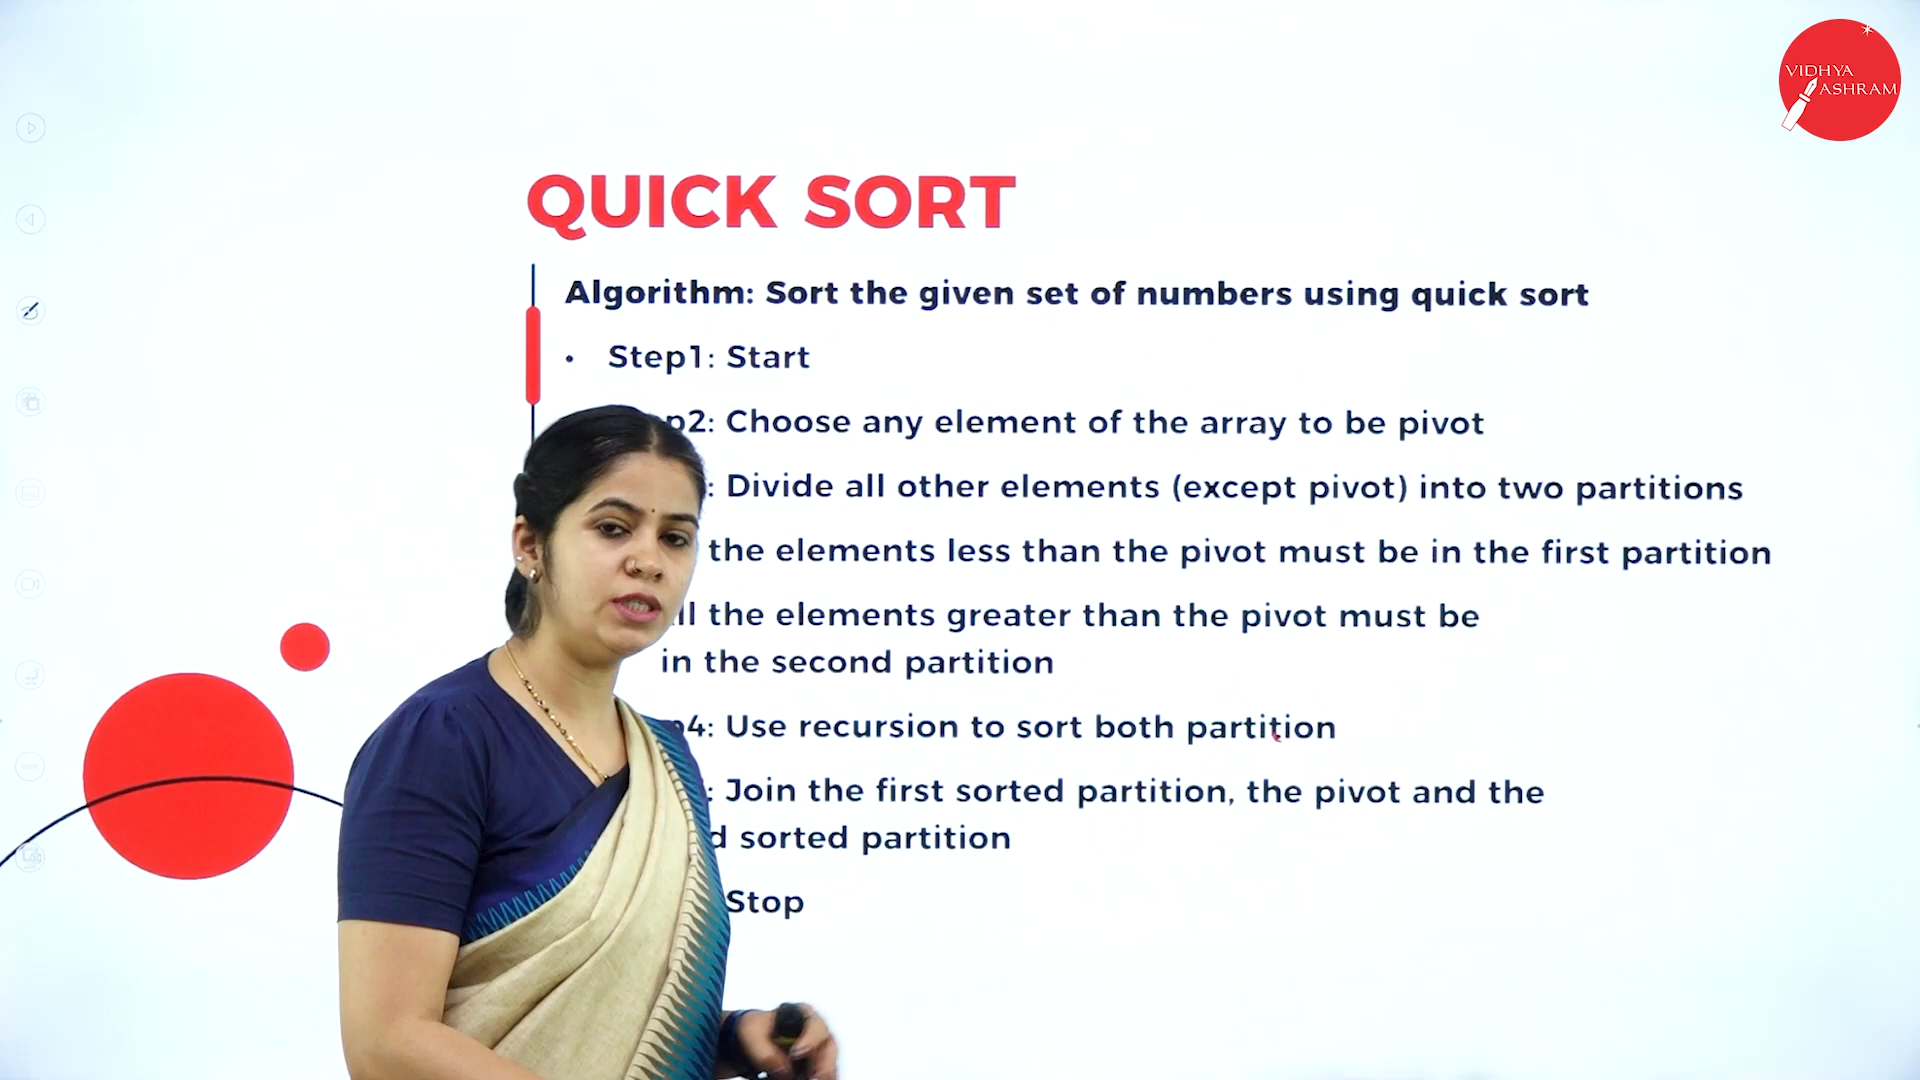 VIDHYA
ASHRAM
QUICK SORT
Algorithm: Sort the given set of numbers using quick sort
• Step1: Start
p2: Choose any element of the array to be pivot
: Divide all other elements (except pivot) into two partitions
the elements less than the pivot must be in the first partition
the elements greater than the pivot must be
in the second partition
4: Use recursion to sort both partition
: Join the first sorted partition, the pivot and the
d sorted partition
Stop